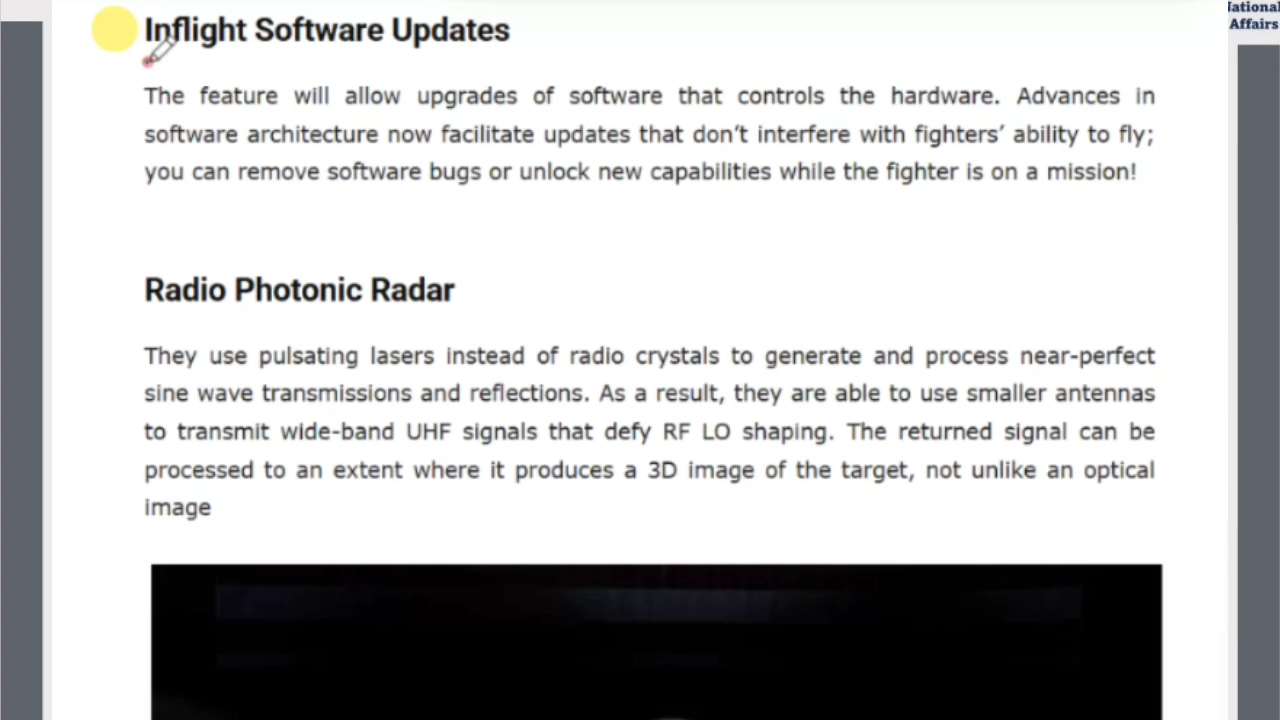 Inflight Software Updates
National
Affairs
The feature will allow upgrades of software that controls the hardware. Advances in
software architecture now facilitate updates that don't interfere with fighters' ability to fly;
you can remove software bugs or unlock new capabilities while the fighter is on a mission!
Radio Photonic Radar
They use pulsating lasers instead of radio crystals to generate and process near-perfect
sine wave transmissions and reflections. As a result, they are able to use smaller antennas
to transmit wide-band UHF signals that defy RF LO shaping. The returned signal can be
processed to an extent where it produces a 3D image of the target, not unlike an optical
image